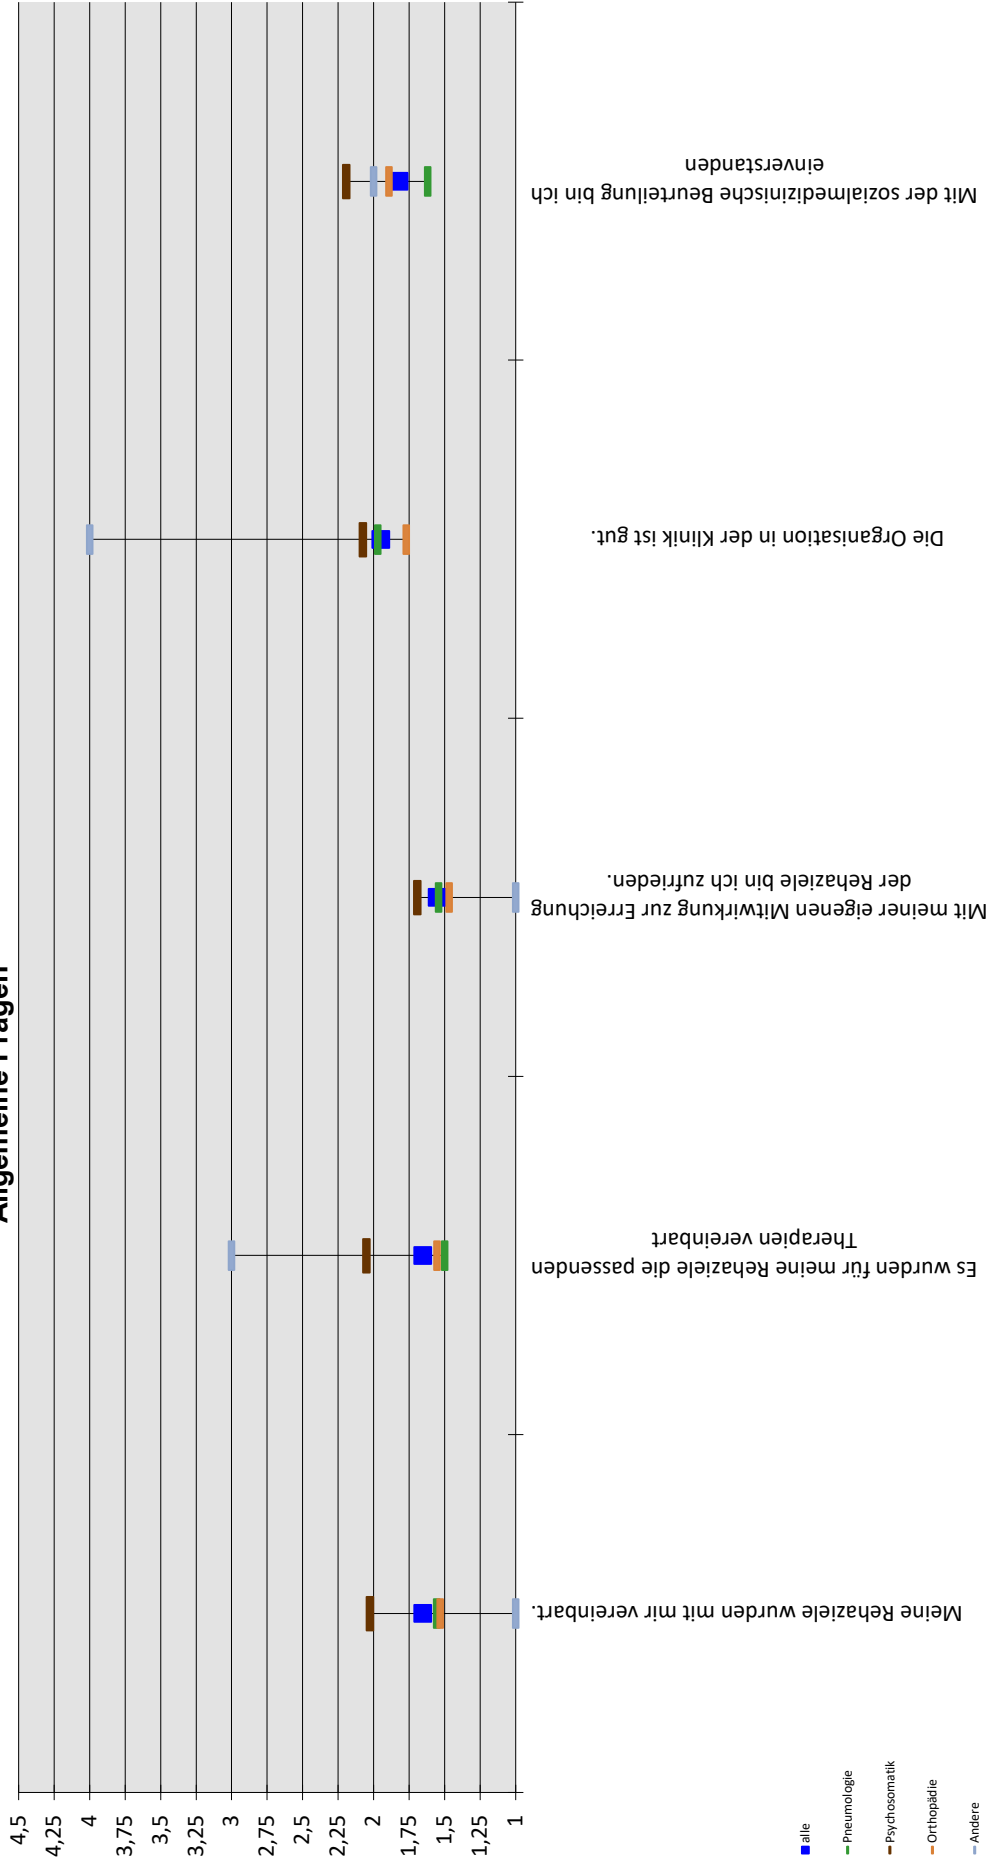 Allgemeine Fragen
4,5
4,25
4
3,75
3,5
3,25
3
2,75
2,5
2,25
2
1,75
1,5
1,25
1
Meine Rehaziele wurden mit mir vereinbart.
Es wurden für meine Rehaziele die passenden
Therapien vereinbart
Mit meiner eigenen Mitwirkung zur Erreichung
der Rehaziele bin ich zufrieden.
Die Organisation in der Klinik ist gut.
Mit der sozialmedizinische Beurteilung bin ich
einverstanden
alle
Pneumologie
Psychosomatik
Orthopädie
Andere